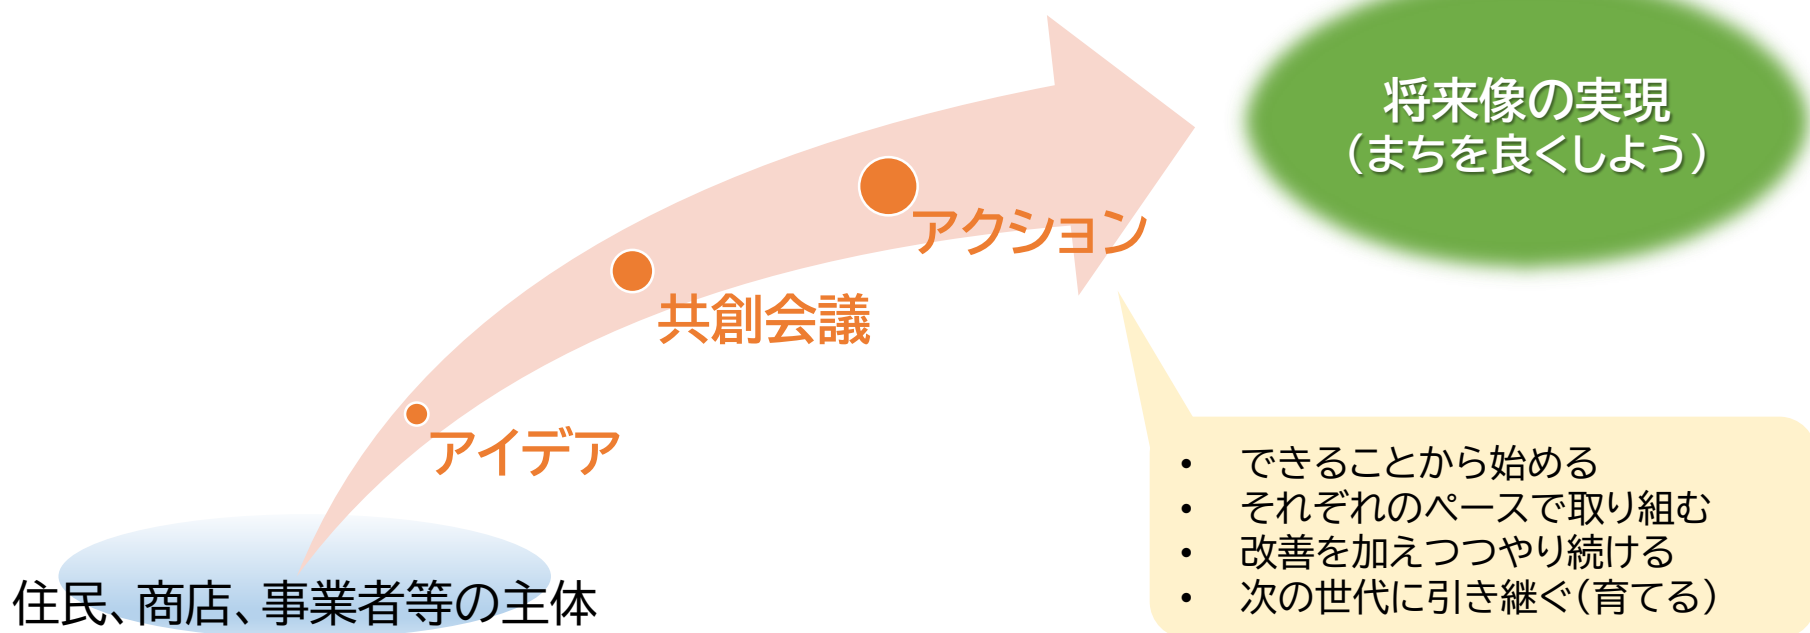 将来像の実現
（まちを良くしよう）
アクション
共創会議
アイデア
住民、商店、事業者等の主体
• できることから始める
• それぞれのペースで取り組む
• 改善を加えつつやり続ける
• 次の世代に引き継ぐ（育てる）